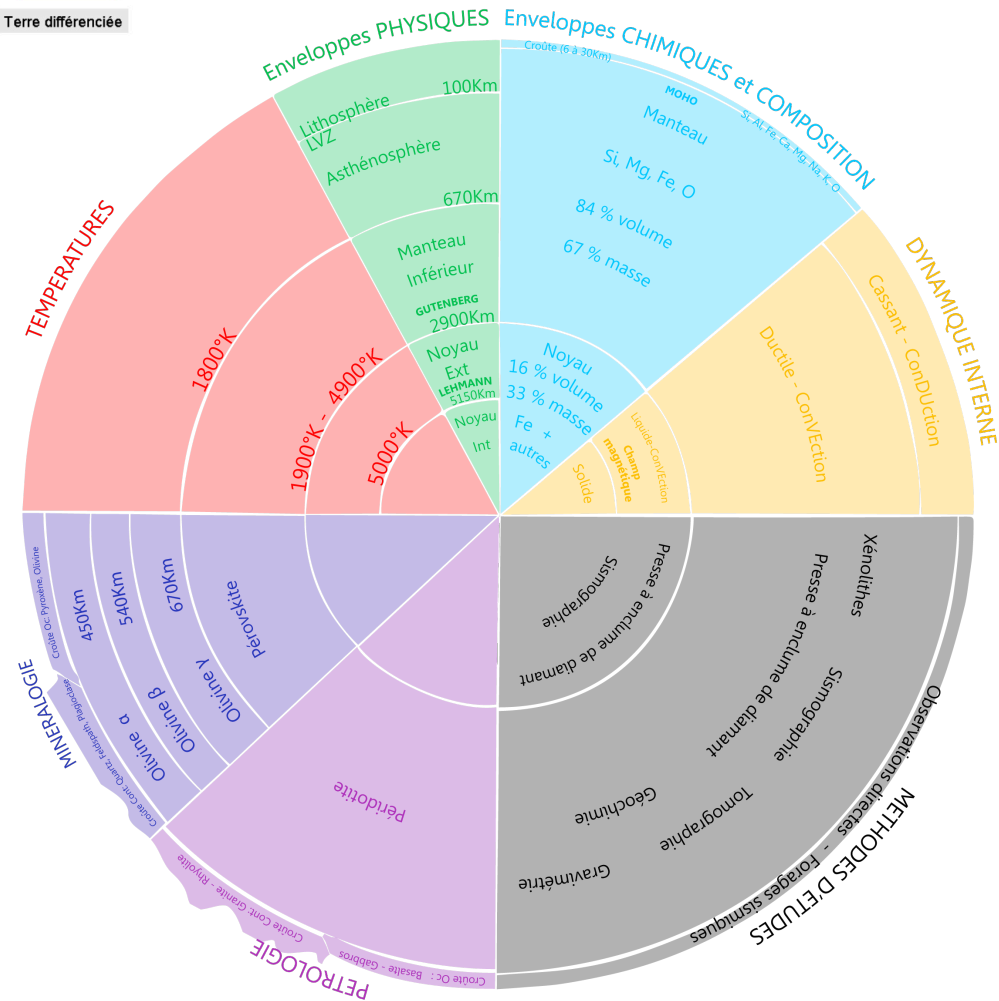 Terre différenciée
Enveloppes PHYSIQUES
100Km
Lithosphère
LVZ
Asthénosphère
670Km
Manteau
Inférieur
GUTENBERG
2900Km
Noyau
Ext
LEHMANN
5150Km
Noyau
Int
Enveloppes CHIMIQUES et COMPOSITION
Croûte (6 à 30Km)
Si, Al, Fe, Ca, Mg, Na, K, O
MOHO
Manteau
Si, Mg, Fe, O
84 % volume
67 % masse
Noyau
16 % volume
33 % masse
Fe +
autres
DYNAMIQUE INTERNE
Cassant - ConDUction
Ductile - ConVEction
Liquide-ConVEction
Champ
magnétique
Solide
METHODES D'ETUDES
Observations directes - Forages sismiques
Xénolithes
Presse à enclume de diamant
Sismographie
Tomographie
Géochimie
Gravimétrie
Presse à enclume de diamant
Sismographie
PETROLOGIE
Croûte Oc : Basalte - Gabbros
Croûte Cont: Granite - Rhyolite
Péridotite
MINERALOGIE
Croûte Oc: Pyroxène, Olivine
Croûte Cont: Quartz, Feldspath, Plagioclase
450Km
Olivine α
540Km
Olivine β
670Km
Olivine γ
Pérovskite
TEMPERATURES
1800°K
1900°K - 4900°K
5000°K